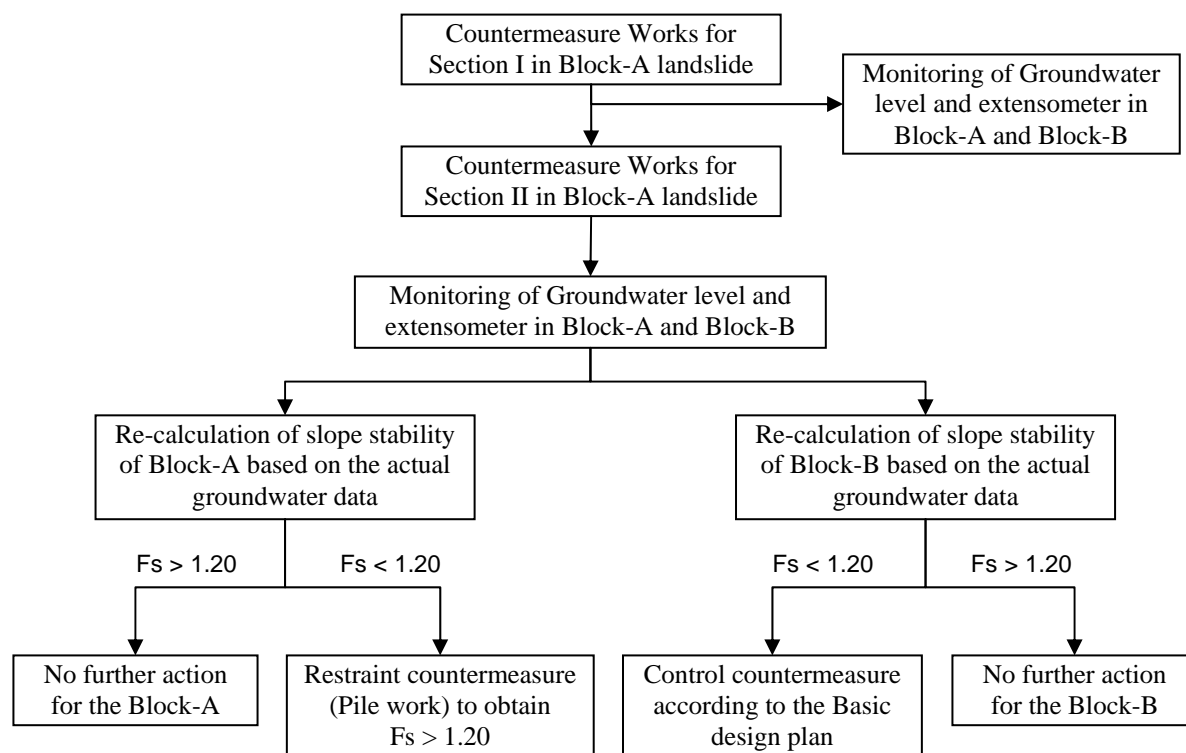 Countermeasure Works for
Section I in Block-A landslide
Monitoring of Groundwater
level and extensometer in
Block-A and Block-B
Countermeasure Works for
Section II in Block-A landslide
Monitoring of Groundwater level and
extensometer in Block-A and Block-B
Re-calculation of slope stability
of Block-A based on the actual
groundwater data
Re-calculation of slope stability
of Block-B based on the actual
groundwater data
Fs > 1.20
Fs < 1.20
Fs < 1.20
Fs > 1.20
No further action
for the Block-A
Restraint countermeasure
(Pile work) to obtain
Fs > 1.20
Control countermeasure
according to the Basic
design plan
No further action
for the Block-B